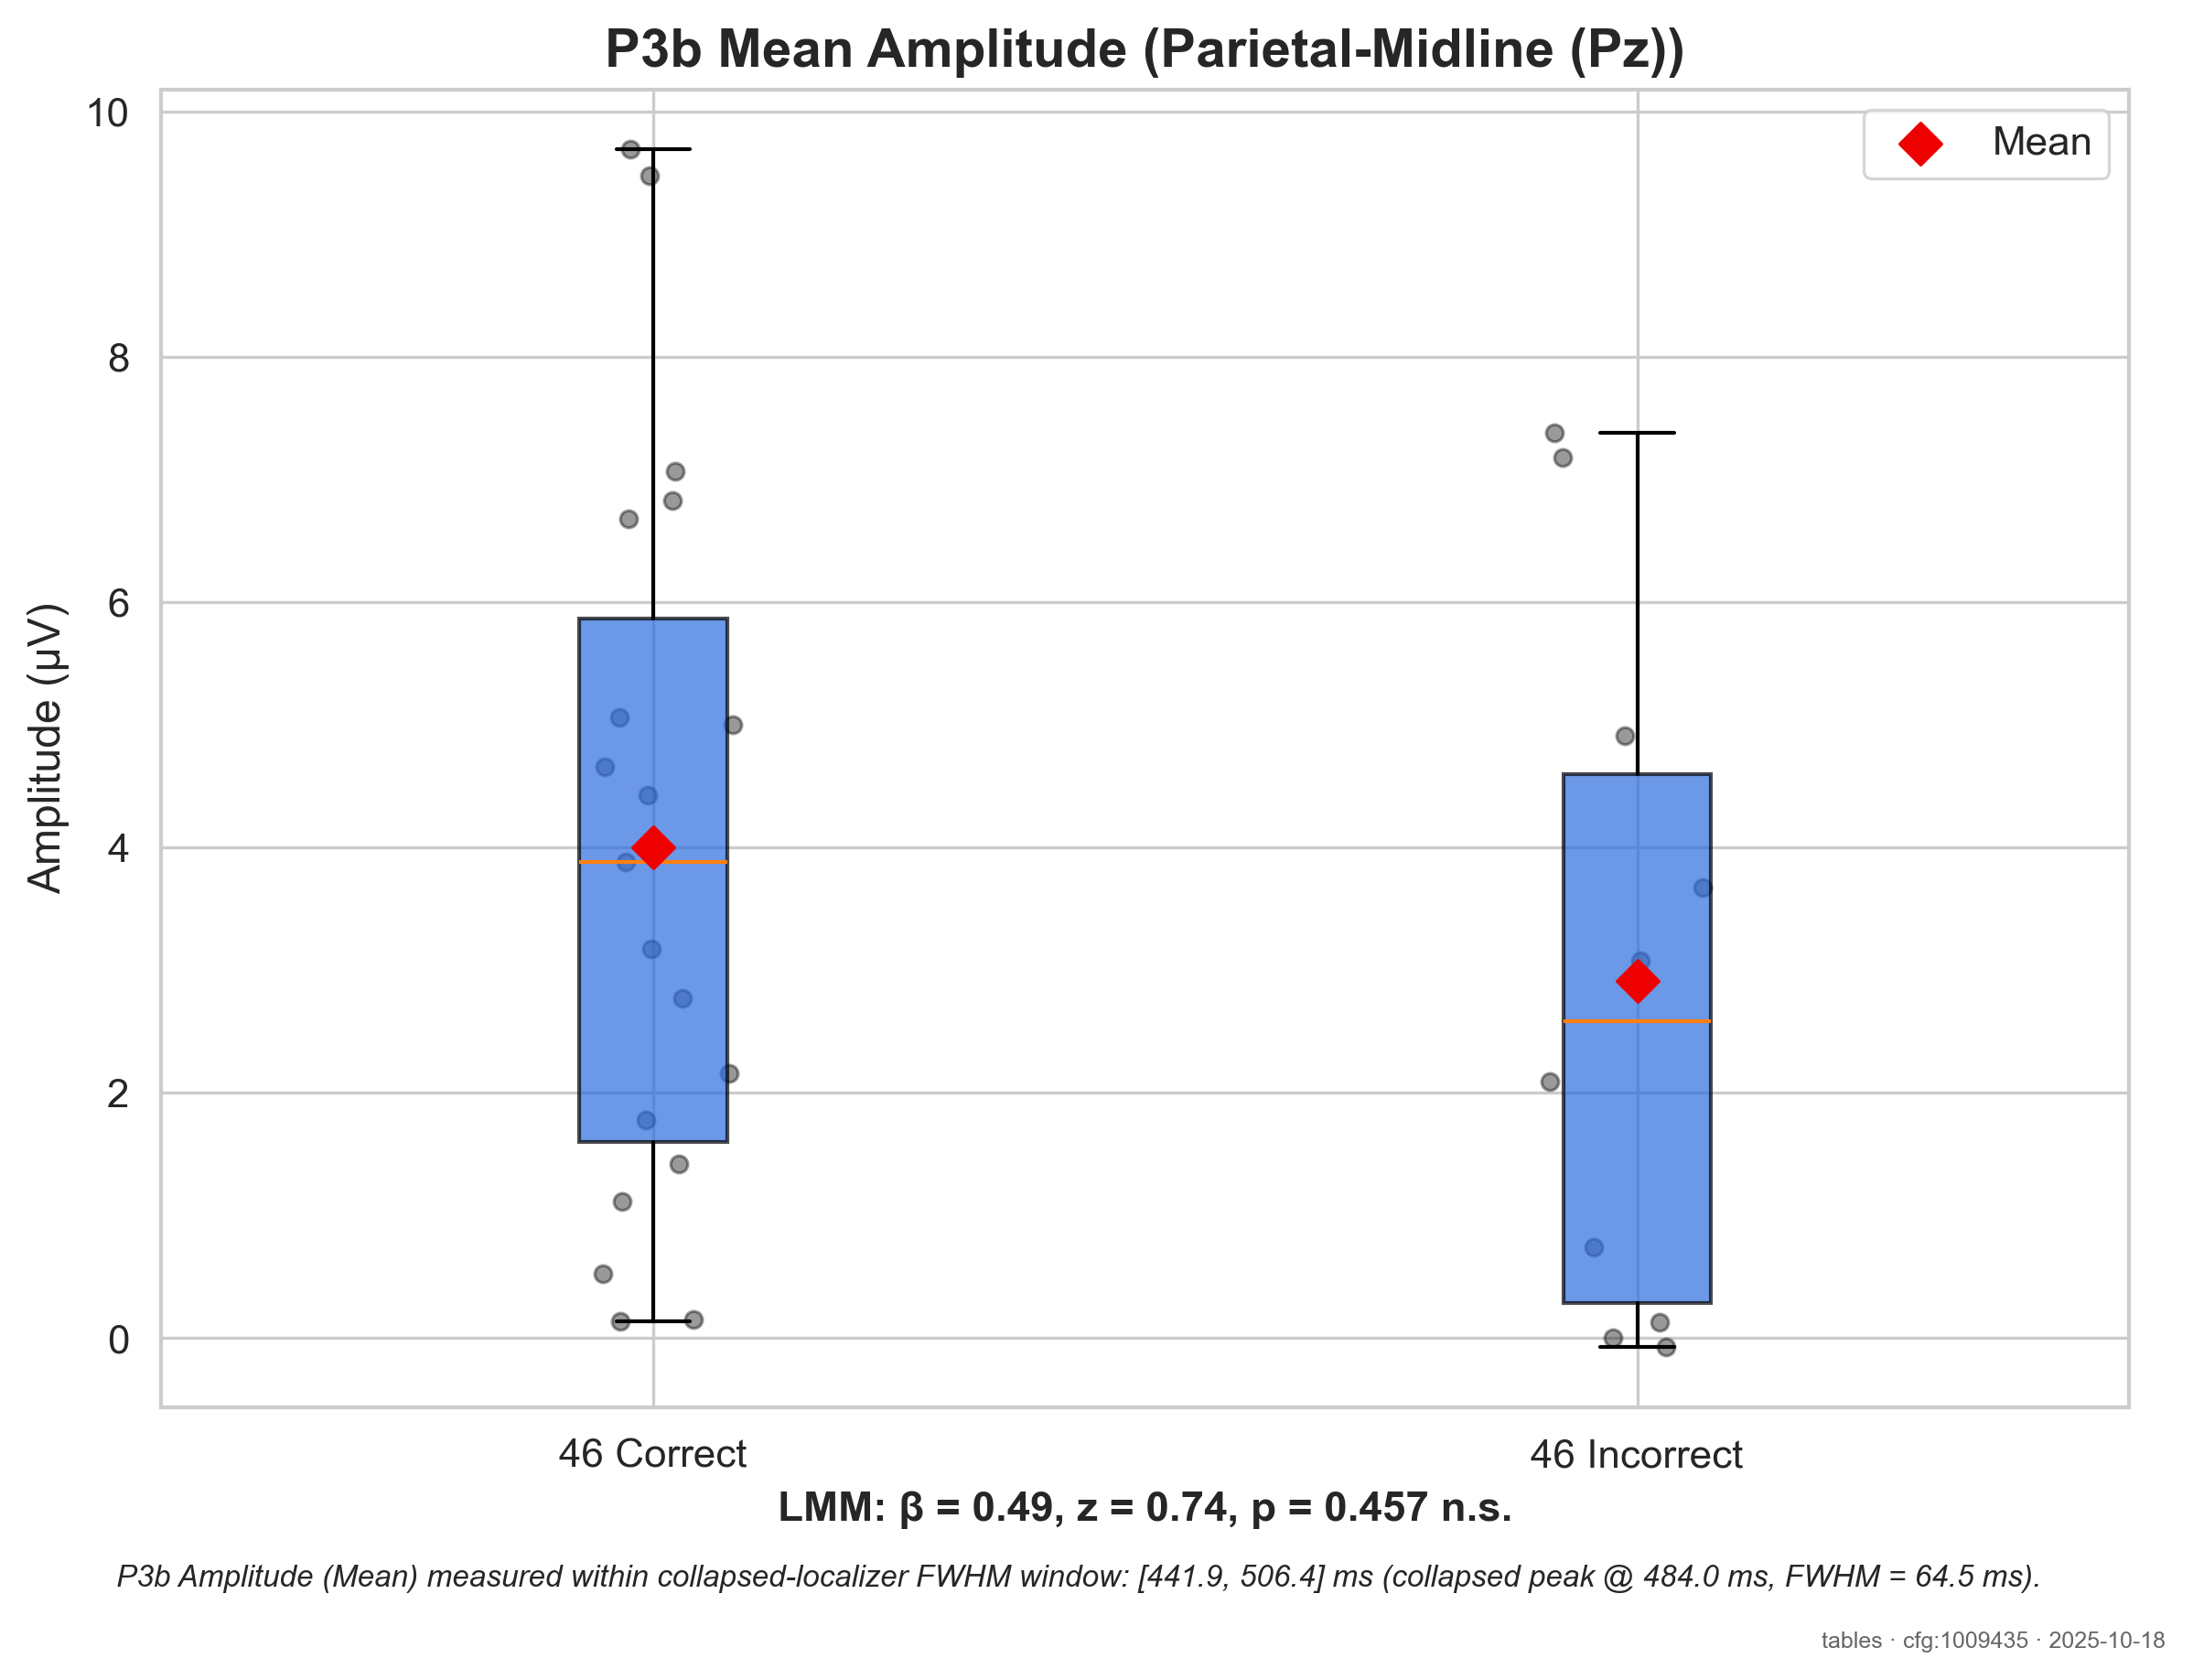 P3b Mean Amplitude (Parietal-Midline (Pz))
Mean
Amplitude (µV)
10
8
6
4
2
0
46 Correct
46 Incorrect
LMM: β = 0.49, z = 0.74, p = 0.457 n.s.
P3b Amplitude (Mean) measured within collapsed-localizer FWHM window: [441.9, 506.4] ms (collapsed peak @ 484.0 ms, FWHM = 64.5 ms).
tables · cfg:1009435 · 2025-10-18